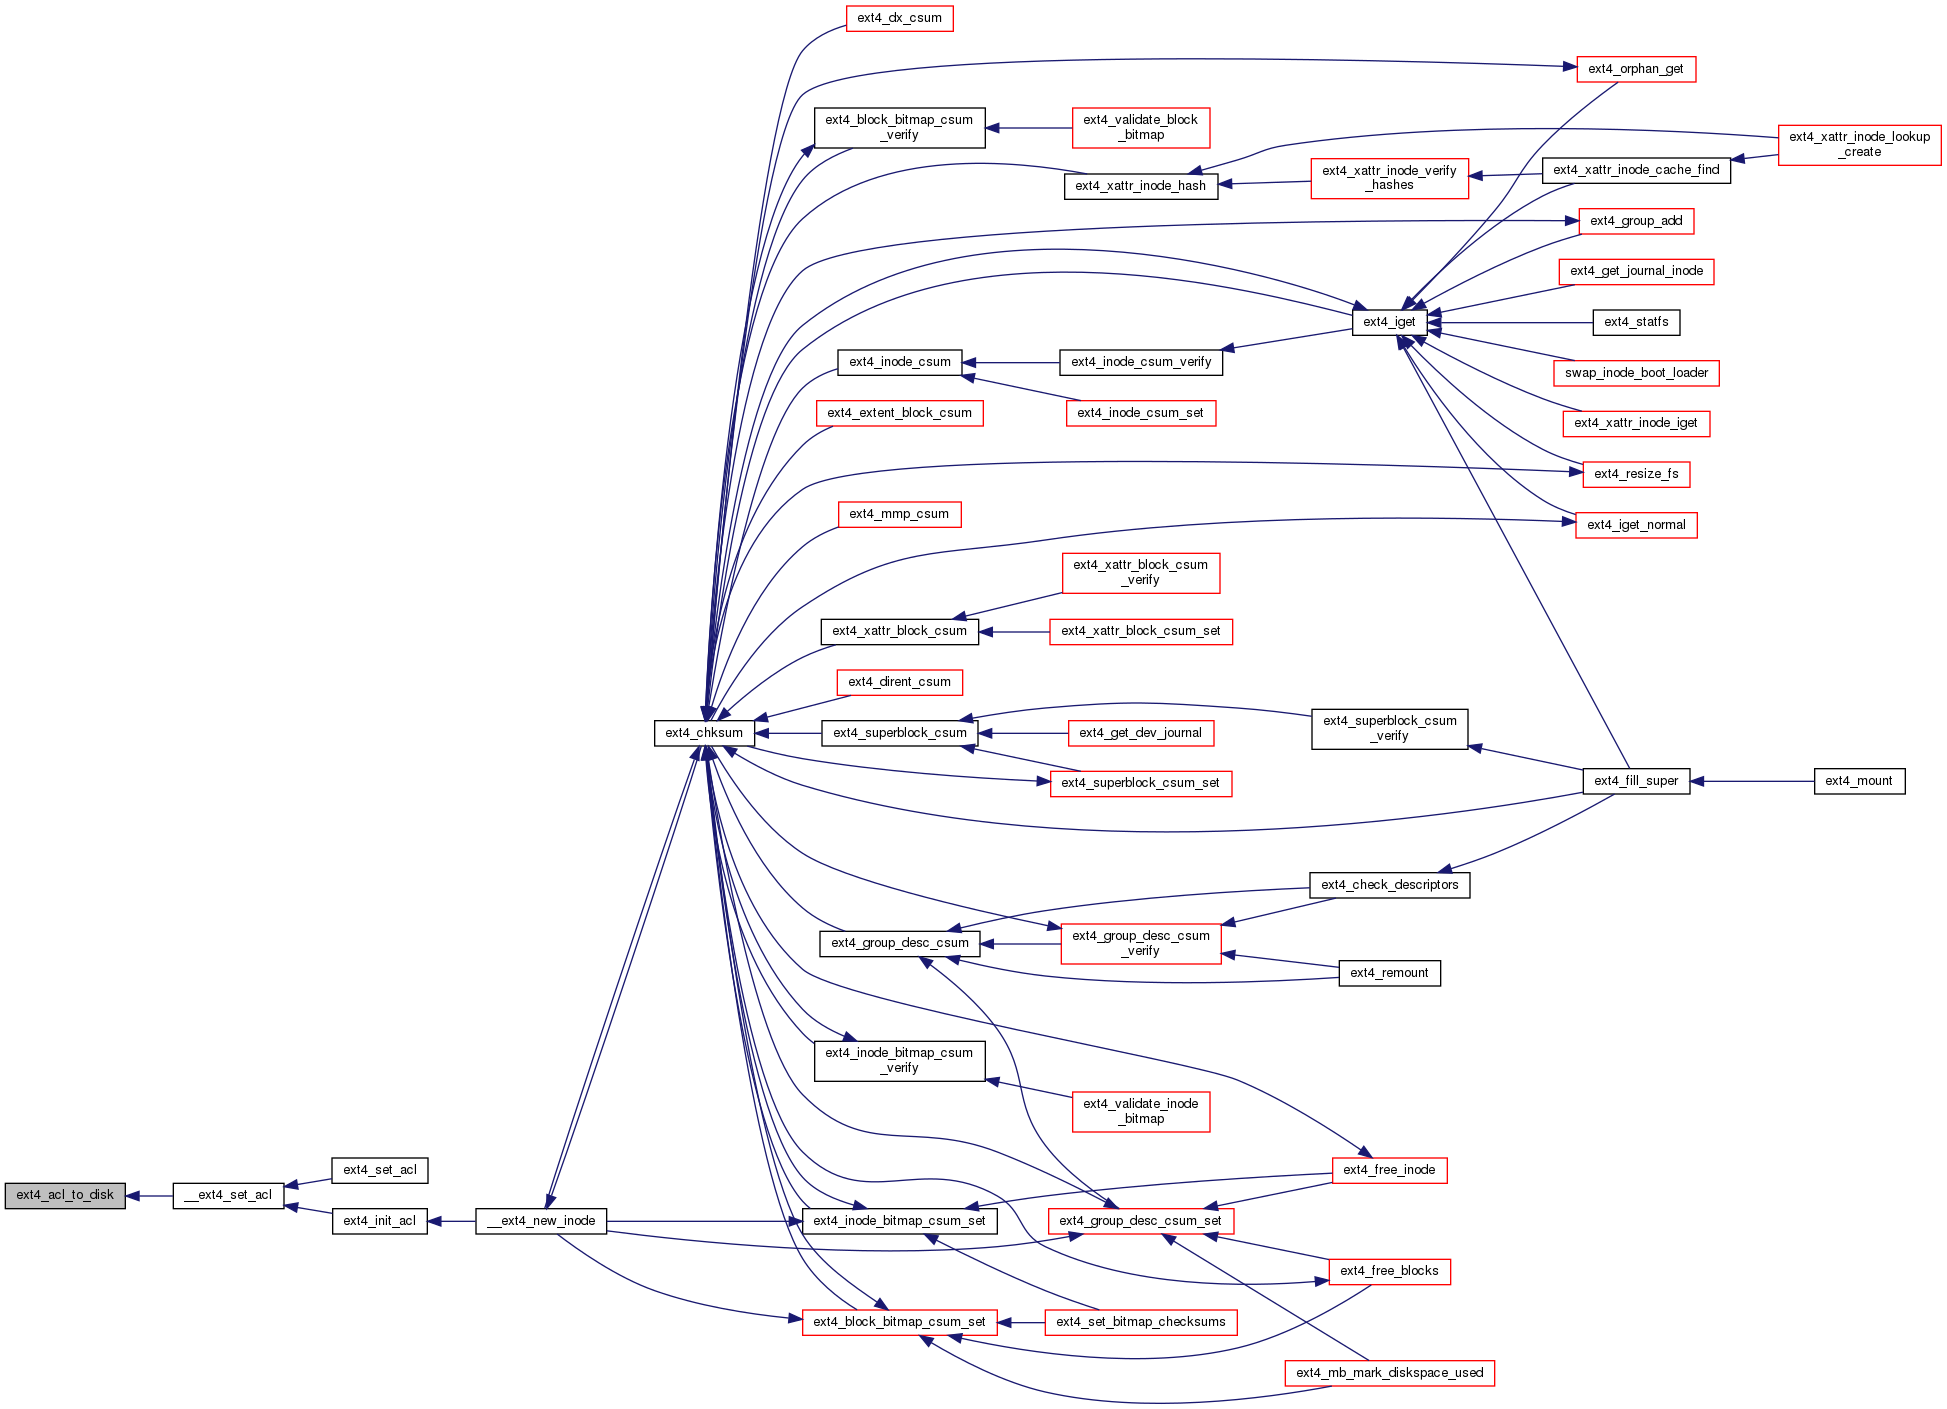 ext4_dx_csum
ext4_orphan_get
ext4_block_bitmap_csum
_verify
ext4_validate_block
_bitmap
ext4_xattr_inode_lookup
_create
ext4_xattr_inode_hash
ext4_xattr_inode_verify
_hashes
ext4_xattr_inode_cache_find
ext4_group_add
ext4_get_journal_inode
ext4_iget
ext4_statfs
ext4_inode_csum
ext4_inode_csum_verify
swap_inode_boot_loader
ext4_extent_block_csum
ext4_inode_csum_set
ext4_xattr_inode_iget
ext4_resize_fs
ext4_mmp_csum
ext4_iget_normal
ext4_xattr_block_csum
_verify
ext4_xattr_block_csum
ext4_xattr_block_csum_set
ext4_dirent_csum
ext4_chksum
ext4_superblock_csum
ext4_get_dev_journal
ext4_superblock_csum
_verify
ext4_superblock_csum_set
ext4_fill_super
ext4_mount
ext4_check_descriptors
ext4_group_desc_csum
ext4_group_desc_csum
_verify
ext4_remount
ext4_inode_bitmap_csum
_verify
ext4_validate_inode
_bitmap
ext4_set_acl
ext4_free_inode
ext4_acl_to_disk
__ext4_set_acl
ext4_init_acl
__ext4_new_inode
ext4_inode_bitmap_csum_set
ext4_group_desc_csum_set
ext4_free_blocks
ext4_block_bitmap_csum_set
ext4_set_bitmap_checksums
ext4_mb_mark_diskspace_used